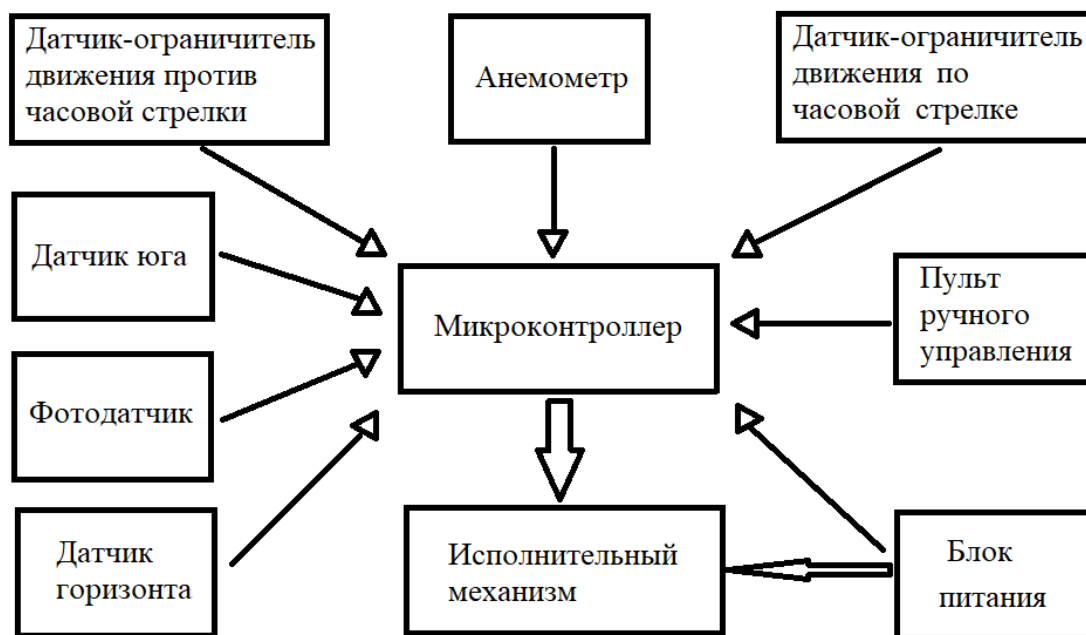 Датчик-ограничитель
движения против
часовой стрелки
Анемометр
Датчик-ограничитель
движения по
часовой стрелке
Датчик юга
Микроконтроллер
Пульт
ручного
управления
Фотодатчик
Датчик
горизонта
Исполнительный
механизм
Блок
питания